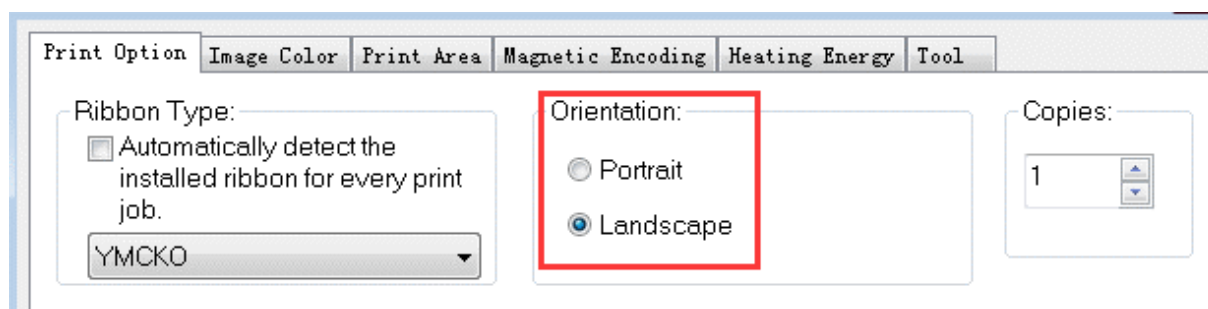 Print Option Image Color Print Area Magnetic Encoding Heating Energy Tool
Ribbon Type:
Automatically detect the
installed ribbon for every print
job.
YMCKO
Orientation:
Portrait
Landscape
Copies:
1